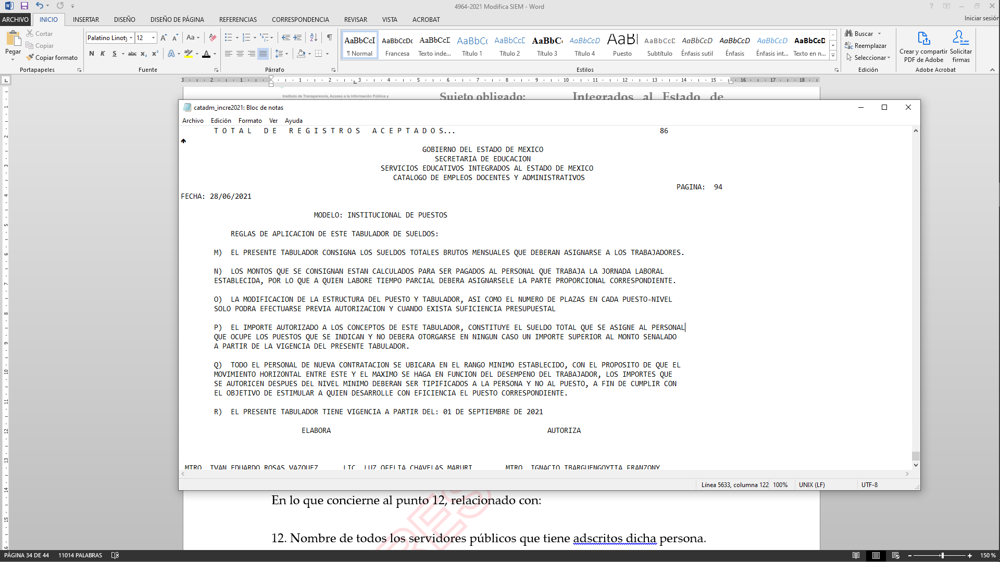 4964-2021 Modifica SIEM - Word
ARCHIVO INICIO INSERTAR DISEÑO DISEÑO DE PÁGINA REFERENCIAS CORRESPONDENCIA REVISAR VISTA ACROBAT
Iniciar sesión
Pegar
Cortar
Copiar
Copiar formato
Portapapeles
Palatino Linoty 12
N K S abc x₂ x²
Fuente
Párrafo
AaBbCcI AaBbCcDc AaBbCcD AaBbC AaBbCcD AaBbC AaBbCcD AaBl AaBbCcD AaBbCcD AaBbCcD AaBbCcD AaBbCcD
¶ Normal Francesa Texto inde... Título 1 Título 2 Título 3 Título 4 Puesto Subtítulo Énfasis sutil Énfasis Énfasis int... Texto en n...
Estilos
Buscar
Reemplazar
Seleccionar
Edición
Crear y compartir PDF de Adobe
Solicitar firmas
Adobe Acrobat
3 2 1 1 2 3 4 5 6 7 8 9 10 11 12 13 14 15 16 17 18
Instituto de Transparencia, Acceso a la Información Pública y
Sujeto obligado: Integrados al Estado de
catadm_incre2021: Bloc de notas
Archivo Edición Formato Ver Ayuda
T O T A L   D E   R E G I S T R O S   A C E P T A D O S... 86
GOBIERNO DEL ESTADO DE MEXICO
SECRETARIA DE EDUCACION
SERVICIOS EDUCATIVOS INTEGRADOS AL ESTADO DE MEXICO
CATALOGO DE EMPLEOS DOCENTES Y ADMINISTRATIVOS
PAGINA: 94
FECHA: 28/06/2021
MODELO: INSTITUCIONAL DE PUESTOS
REGLAS DE APLICACION DE ESTE TABULADOR DE SUELDOS:
M) EL PRESENTE TABULADOR CONSIGNA LOS SUELDOS TOTALES BRUTOS MENSUALES QUE DEBERAN ASIGNARSE A LOS TRABAJADORES.
N) LOS MONTOS QUE SE CONSIGNAN ESTAN CALCULADOS PARA SER PAGADOS AL PERSONAL QUE TRABAJA LA JORNADA LABORAL
ESTABLECIDA, POR LO QUE A QUIEN LABORE TIEMPO PARCIAL DEBERA ASIGNARSELE LA PARTE PROPORCIONAL CORRESPONDIENTE.
O) LA MODIFICACION DE LA ESTRUCTURA DEL PUESTO Y TABULADOR, ASI COMO EL NUMERO DE PLAZAS EN CADA PUESTO-NIVEL
SOLO PODRA EFECTUARSE PREVIA AUTORIZACION Y CUANDO EXISTA SUFICIENCIA PRESUPUESTAL
P) EL IMPORTE AUTORIZADO A LOS CONCEPTOS DE ESTE TABULADOR, CONSTITUYE EL SUELDO TOTAL QUE SE ASIGNE AL PERSONAL
QUE OCUPE LOS PUESTOS QUE SE INDICAN Y NO DEBERA OTORGARSE EN NINGUN CASO UN IMPORTE SUPERIOR AL MONTO SENALADO
A PARTIR DE LA VIGENCIA DEL PRESENTE TABULADOR.
Q) TODO EL PERSONAL DE NUEVA CONTRATACION SE UBICARA EN EL RANGO MINIMO ESTABLECIDO, CON EL PROPOSITO DE QUE EL
MOVIMIENTO HORIZONTAL ENTRE ESTE Y EL MAXIMO SE HAGA EN FUNCION DEL DESEMPENO DEL TRABAJADOR, LOS IMPORTES QUE
SE AUTORICEN DESPUES DEL NIVEL MINIMO DEBERAN SER TIPIFICADOS A LA PERSONA Y NO AL PUESTO, A FIN DE CUMPLIR CON
EL OBJETIVO DE ESTIMULAR A QUIEN DESARROLLE CON EFICIENCIA EL PUESTO CORRESPONDIENTE.
R) EL PRESENTE TABULADOR TIENE VIGENCIA A PARTIR DEL: 01 DE SEPTIEMBRE DE 2021
ELABORA AUTORIZA
MTRO. IVAN EDUARDO ROSAS VAZQUEZ LIC. LUZ OFELIA CHAVELAS MARURI MTRO. IGNACIO IBARGUENGOYTIA FRANZONY
Línea 5633, columna 122 100% UNIX (LF) UTF-8
En lo que concierne al punto 12, relacionado con:
12. Nombre de todos los servidores públicos que tiene adscritos dicha persona.
PÁGINA 34 DE 44 11014 PALABRAS 150 %